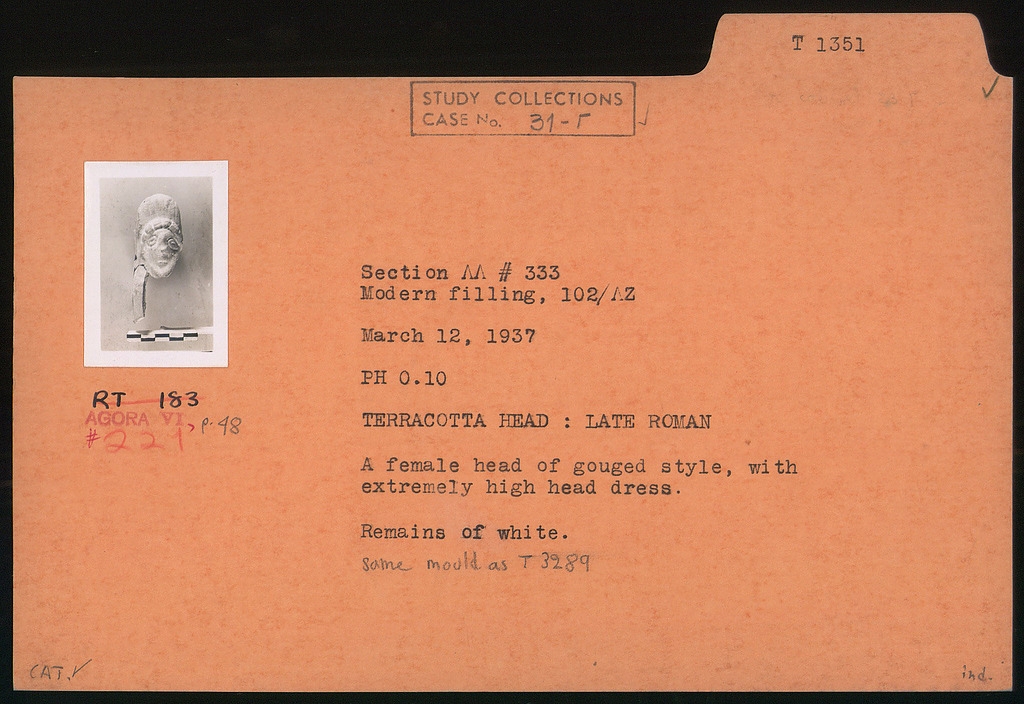 T 1351
STUDY COLLECTIONS
CASE No. 31-Γ
Section ΛΛ # 333
Modern filling, 102/ΛZ
March 12, 1937
PH 0.10
RT 183
AGORA VI, p. 48
# 221
TERRACOTTA HEAD : LATE ROMAN
A female head of gouged style, with
extremely high head dress.
Remains of white.
same mould as T 3289
CAT. ✓
ind.